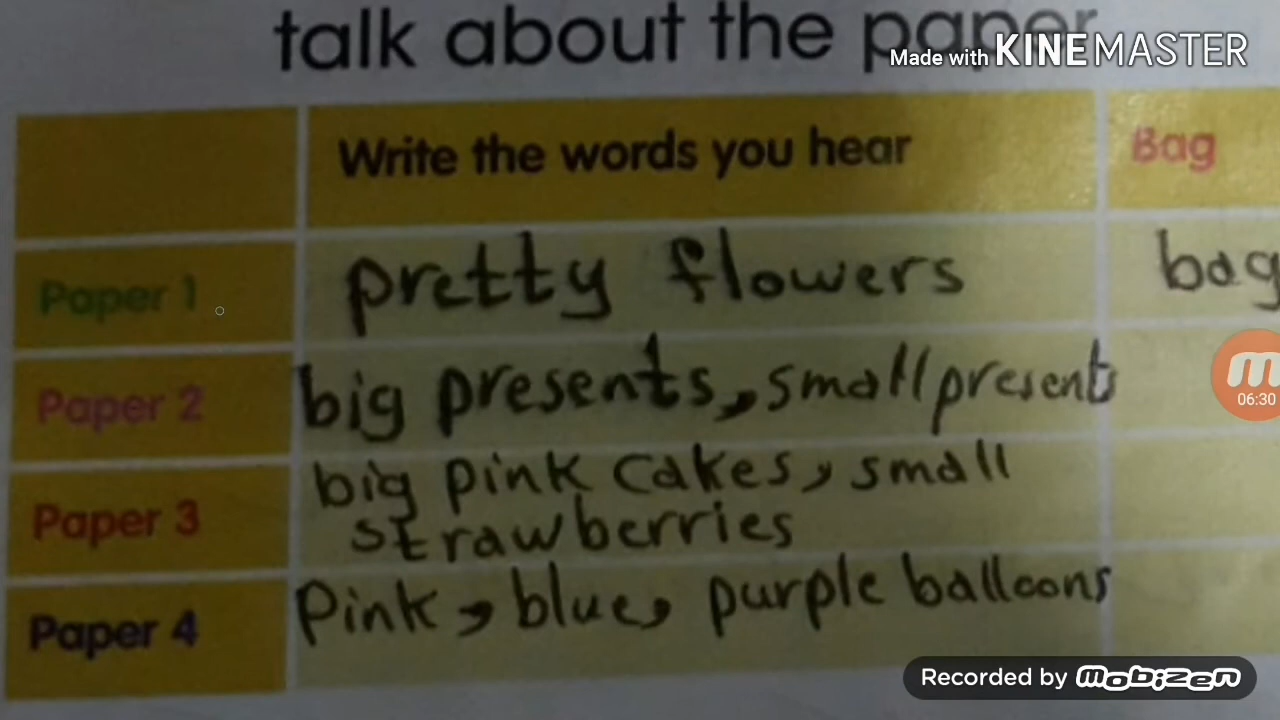 talk about the paper
Made with KINEMASTER
Write the words you hear Bag
Paper 1 pretty flowers bag
Paper 2 big presents, small presents
06:30
Paper 3 big pink cakes, small
strawberries
Paper 4 Pink, blue, purple balloons
Recorded by mobizen